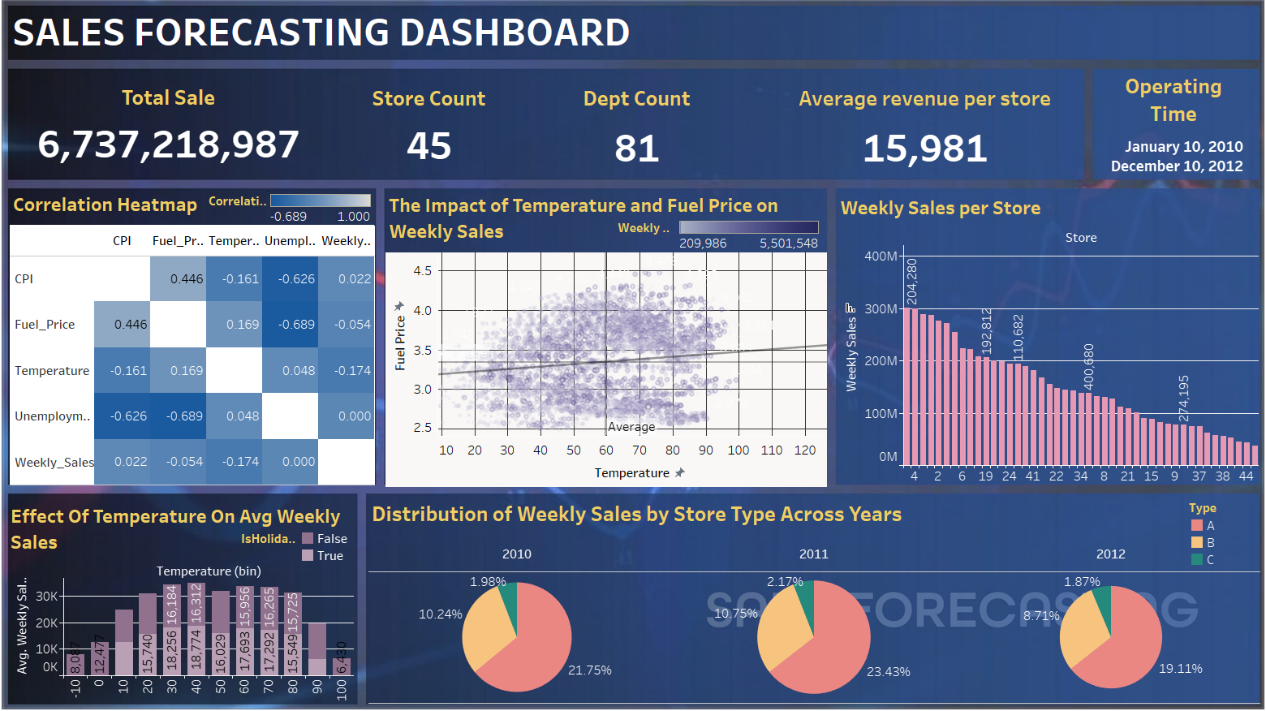 SALES FORECASTING DASHBOARD
Total Sale
6,737,218,987
Store Count
45
Dept Count
81
Average revenue per store
15,981
Operating
Time
January 10, 2010
December 10, 2012
Correlation Heatmap
Correlati..
-0.689 1.000
CPI Fuel_Pr.. Temper.. Unempl.. Weekly..
CPI 0.446 -0.161 -0.626 0.022
Fuel_Price 0.446 0.169 -0.689 -0.054
Temperature -0.161 0.169 0.048 -0.174
Unemploym.. -0.626 -0.689 0.048 0.000
Weekly_Sales 0.022 -0.054 -0.174 0.000
The Impact of Temperature and Fuel Price on
Weekly Sales
Weekly ..
209,986 5,501,548
Fuel Price
4.5
4.0
3.5
3.0
2.5
Average
10 20 30 40 50 60 70 80 90 100 110 120
Temperature
Weekly Sales per Store
Store
Weekly Sales
400M
300M
200M
100M
0M
204,280
192,812
110,682
400,680
274,195
4 2 6 19 24 41 22 34 8 21 15 9 37 38 44
Effect Of Temperature On Avg Weekly
Sales
IsHolida..
False
True
Temperature (bin)
Avg. Weekly Sal..
30K
20K
10K
0K
15,740
18,256 16,184
18,774 16,312
16,029
17,693 15,956
17,292 16,265
15,549 15,725
-10 0 10 20 30 40 50 60 70 80 90 100
Distribution of Weekly Sales by Store Type Across Years
Type
A
B
C
2010 2011 2012
1.98%
10.24%
21.75%
2.17%
10.75%
23.43%
1.87%
8.71%
19.11%